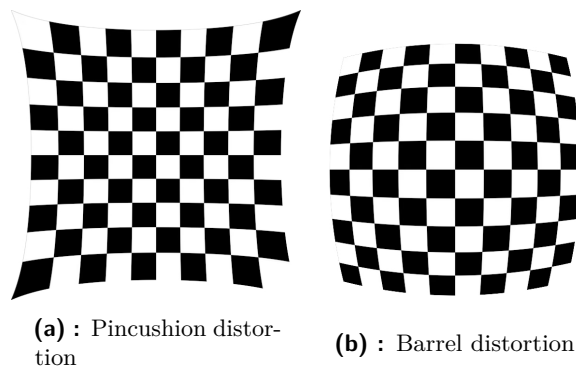 (a) : Pincushion distor-
tion
(b) : Barrel distortion